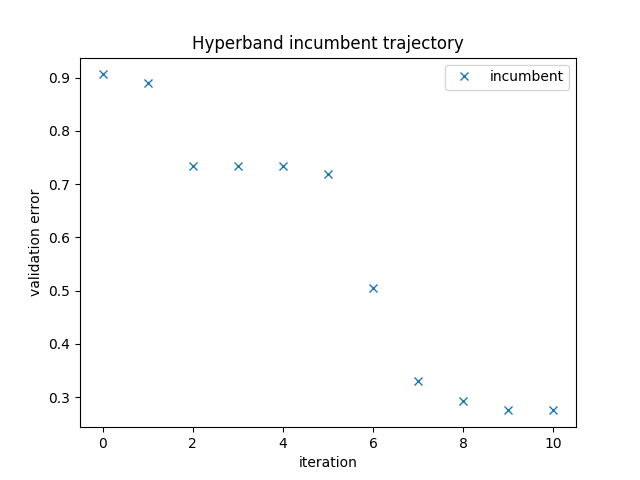 Hyperband incumbent trajectory
incumbent
validation error
0.9
0.8
0.7
0.6
0.5
0.4
0.3
0 2 4 6 8 10
iteration